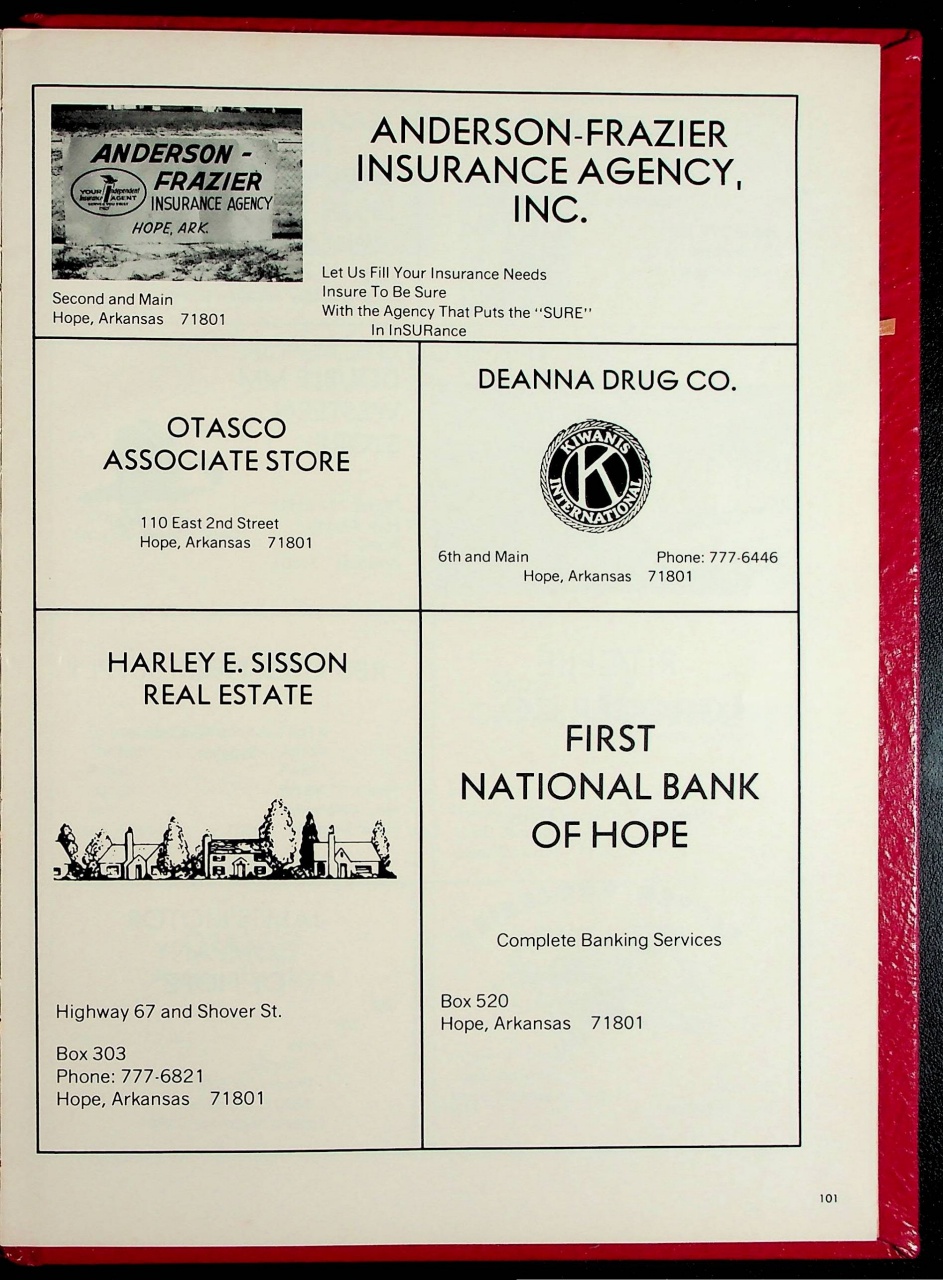 ANDERSON -
FRAZIER
YOUR Independent
Insurance AGENT
INSURANCE AGENCY
HOPE, ARK.
Second and Main
Hope, Arkansas 71801
ANDERSON-FRAZIER
INSURANCE AGENCY,
INC.
Let Us Fill Your Insurance Needs
Insure To Be Sure
With the Agency That Puts the "SURE"
In InSURance
OTASCO
ASSOCIATE STORE
110 East 2nd Street
Hope, Arkansas 71801
DEANNA DRUG CO.
KIWANIS
K
INTERNATIONAL
6th and Main Phone: 777-6446
Hope, Arkansas 71801
HARLEY E. SISSON
REAL ESTATE
Highway 67 and Shover St.
Box 303
Phone: 777-6821
Hope, Arkansas 71801
FIRST
NATIONAL BANK
OF HOPE
Complete Banking Services
Box 520
Hope, Arkansas 71801
101